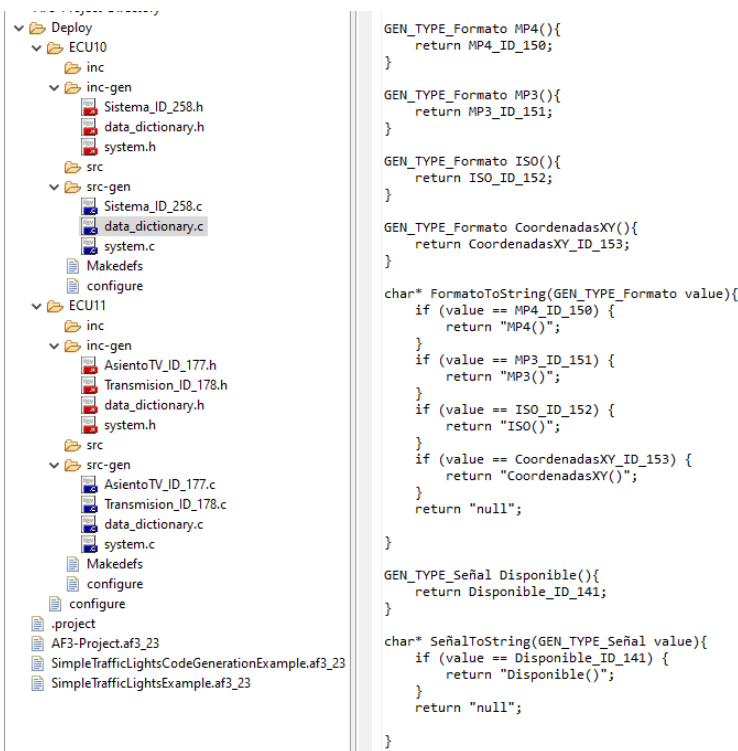 Deploy
ECU10
inc
inc-gen
Sistema_ID_258.h
data_dictionary.h
system.h
src
src-gen
Sistema_ID_258.c
data_dictionary.c
system.c
Makedefs
configure
ECU11
inc
inc-gen
AsientoTV_ID_177.h
Transmision_ID_178.h
data_dictionary.h
system.h
src
src-gen
AsientoTV_ID_177.c
Transmision_ID_178.c
data_dictionary.c
system.c
Makedefs
configure
configure
.project
AF3-Project.af3_23
SimpleTrafficLightsCodeGenerationExample.af3_23
SimpleTrafficLightsExample.af3_23
GEN_TYPE_Formato MP4(){
    return MP4_ID_150;
}
GEN_TYPE_Formato MP3(){
    return MP3_ID_151;
}
GEN_TYPE_Formato ISO(){
    return ISO_ID_152;
}
GEN_TYPE_Formato CoordenadasXY(){
    return CoordenadasXY_ID_153;
}
char* FormatoToString(GEN_TYPE_Formato value){
    if (value == MP4_ID_150) {
        return "MP4()";
    }
    if (value == MP3_ID_151) {
        return "MP3()";
    }
    if (value == ISO_ID_152) {
        return "ISO()";
    }
    if (value == CoordenadasXY_ID_153) {
        return "CoordenadasXY()";
    }
    return "null";
}
GEN_TYPE_Señal Disponible(){
    return Disponible_ID_141;
}
char* SeñalToString(GEN_TYPE_Señal value){
    if (value == Disponible_ID_141) {
        return "Disponible()";
    }
    return "null";
}